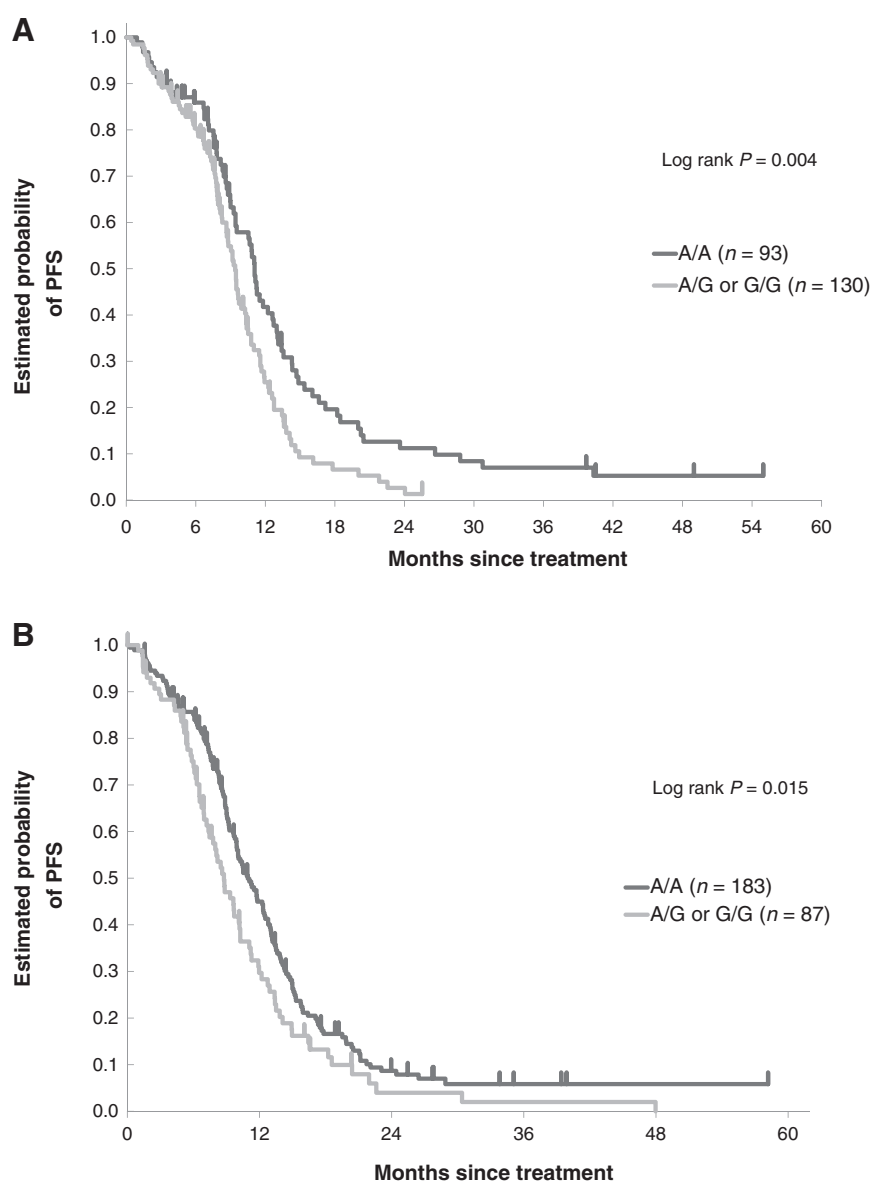 A
1.0
0.9
0.8
0.7
0.6
0.5
0.4
0.3
0.2
0.1
0.0
Estimated probability
of PFS
Log rank P = 0.004
A/A (n = 93)
A/G or G/G (n = 130)
0 6 12 18 24 30 36 42 48 54 60
Months since treatment
B
1.0
0.9
0.8
0.7
0.6
0.5
0.4
0.3
0.2
0.1
0.0
Estimated probability
of PFS
Log rank P = 0.015
A/A (n = 183)
A/G or G/G (n = 87)
0 12 24 36 48 60
Months since treatment